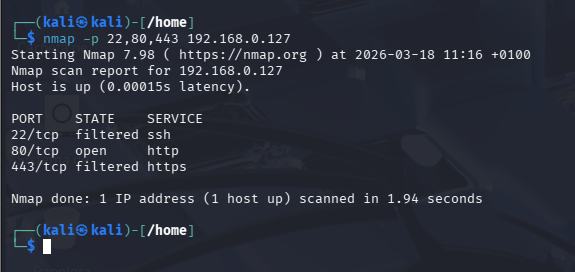 ┌──(kali㉿kali)-[/home]
└─$ nmap -p 22,80,443 192.168.0.127
Starting Nmap 7.98 ( https://nmap.org ) at 2026-03-18 11:16 +0100
Nmap scan report for 192.168.0.127
Host is up (0.00015s latency).

PORT    STATE    SERVICE
22/tcp  filtered ssh
80/tcp  open     http
443/tcp filtered https

Nmap done: 1 IP address (1 host up) scanned in 1.94 seconds

┌──(kali㉿kali)-[/home]
└─$